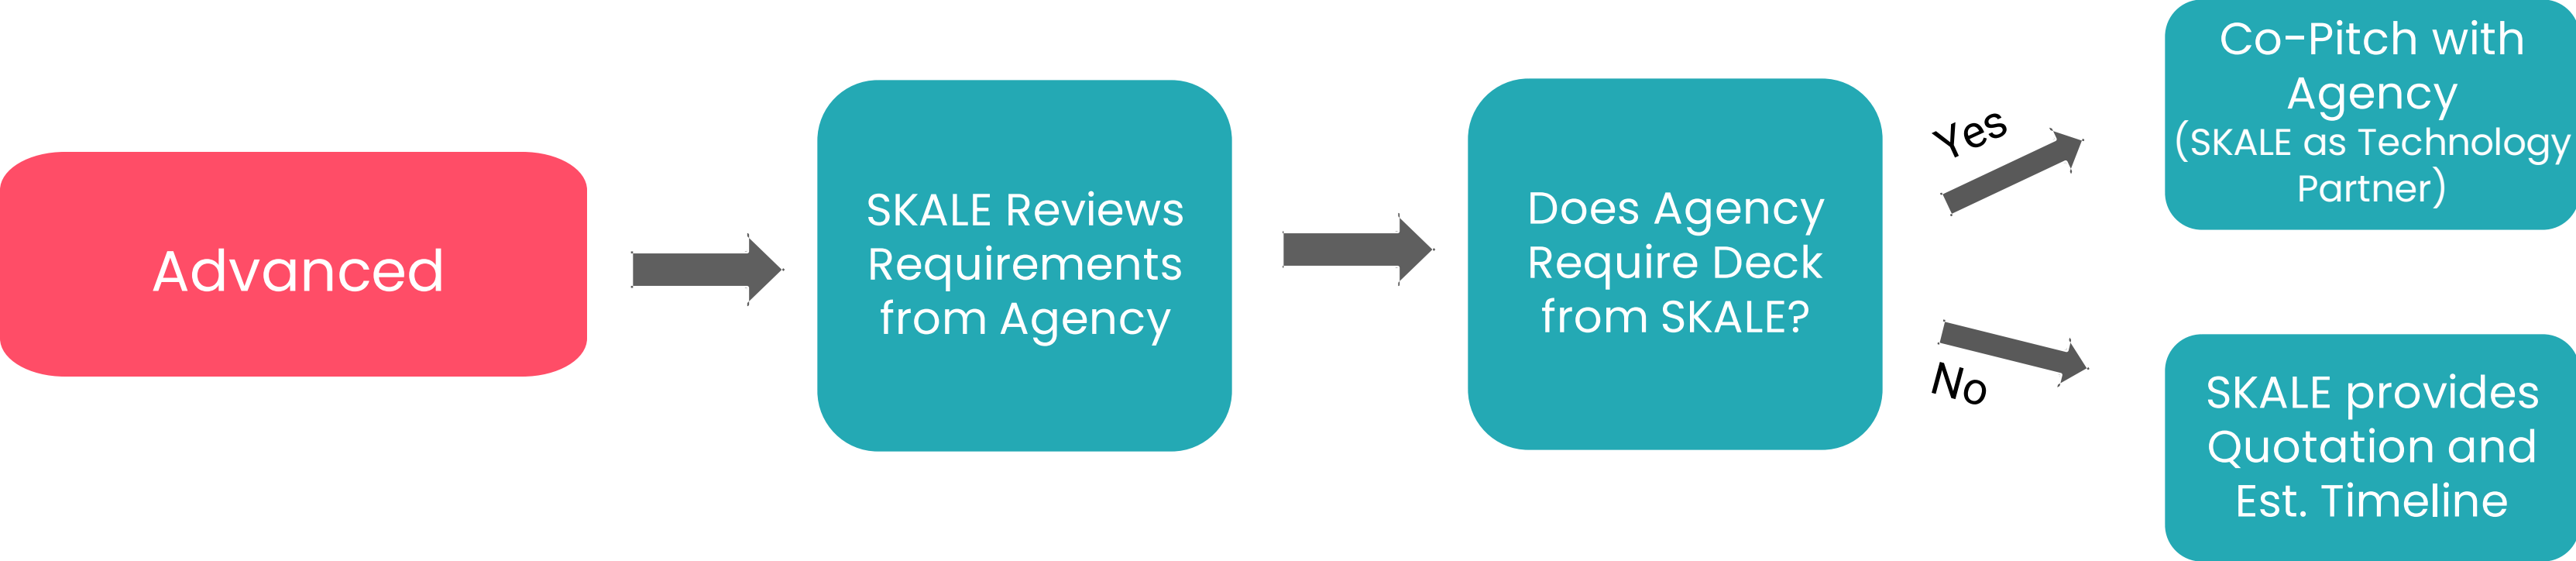 Advanced
SKALE Reviews
Requirements
from Agency
Does Agency
Require Deck
from SKALE?
Yes
No
Co-Pitch with
Agency
(SKALE as Technology
Partner)
SKALE provides
Quotation and
Est. Timeline